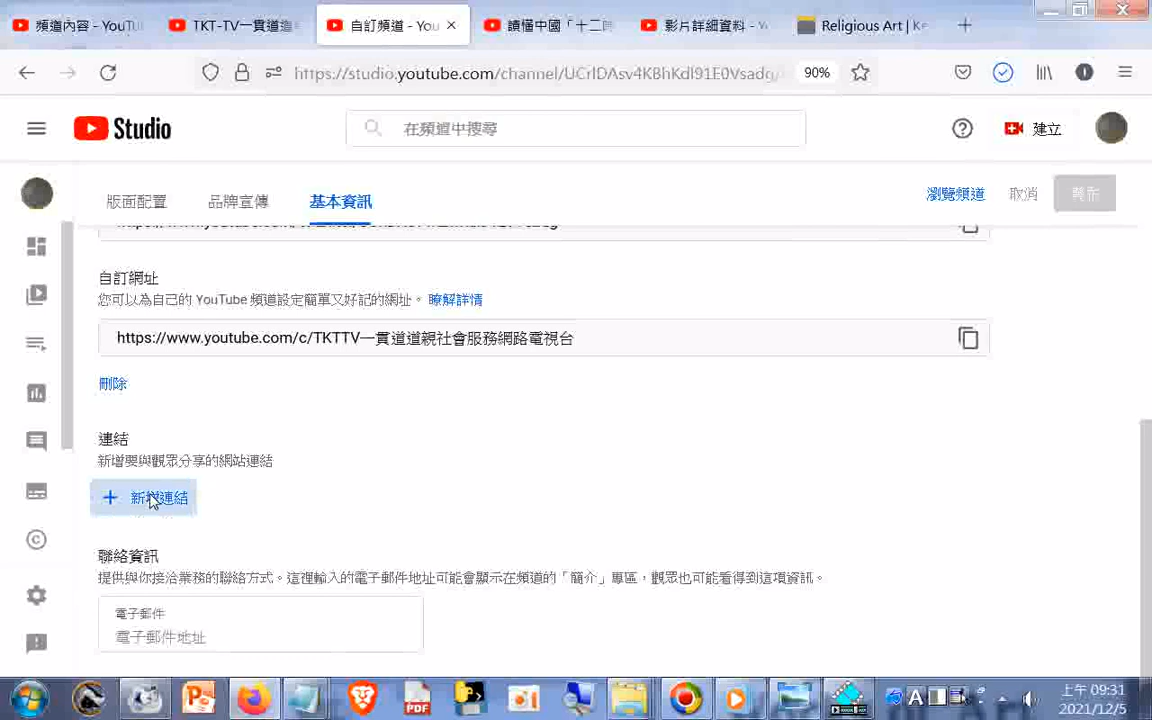 頻道內容 - YouTu
TKT-TV一貫道道
自訂頻道 - You
讀懂中國「十二
影片詳細資料 - Y
Religious Art | Ke
https://studio.youtube.com/channel/UCrlDAsv4KBhKdl91E0Vsadg/
90%
Studio
在頻道中搜尋
建立
版面配置
品牌宣傳
基本資訊
瀏覽頻道
取消
發布
自訂網址
您可以為自己的 YouTube 頻道設定簡單又好記的網址。 瞭解詳情
https://www.youtube.com/c/TKTTV一貫道道親社會服務網路電視台
刪除
連結
新增要與觀眾分享的網站連結
新增連結
聯絡資訊
提供與你接洽業務的聯絡方式。這裡輸入的電子郵件地址可能會顯示在頻道的「簡介」專區，觀眾也可能看得到這項資訊。
電子郵件
電子郵件地址
PDF
A
上午 09:31
2021/12/5